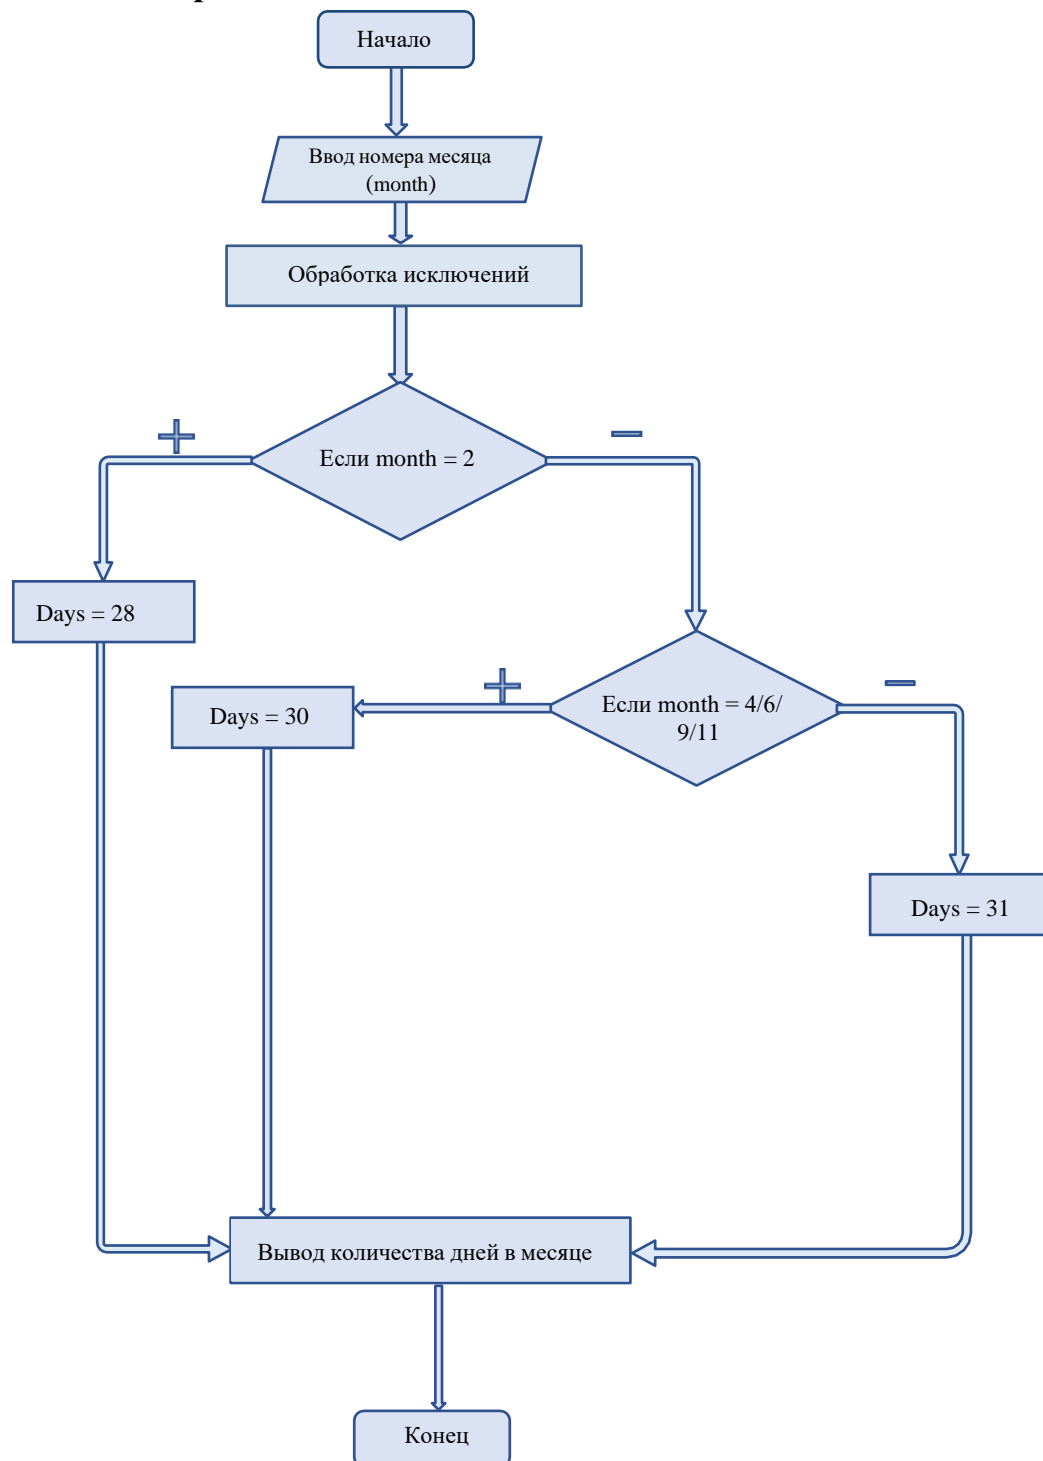 Начало
Ввод номера месяца
(month)
Обработка исключений
+
−
Если month = 2
Days = 28
+
−
Days = 30
Если month = 4/6/
9/11
Days = 31
Вывод количества дней в месяце
Конец